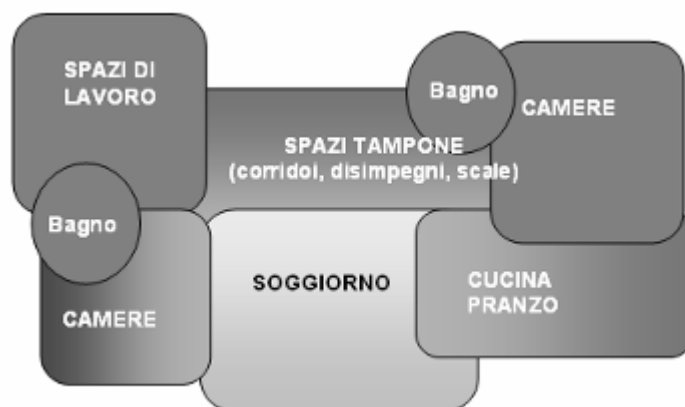 SPAZI DI
LAVORO
Bagno
CAMERE
SPAZI TAMPONE
(corridoi, disimpegni, scale)
Bagno
SOGGIORNO
CUCINA
PRANZO
CAMERE